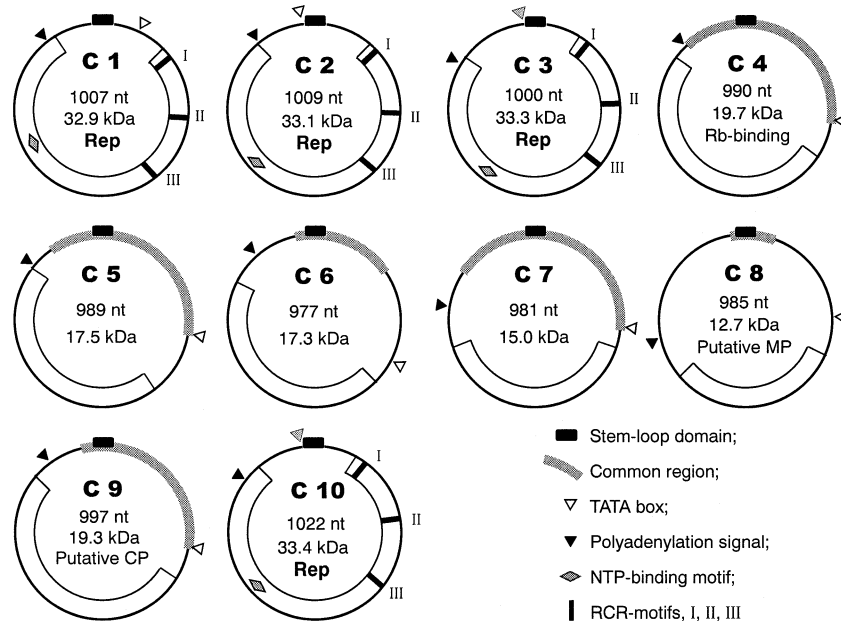 C 1
1007 nt
32.9 kDa
Rep
I
II
III
C 2
1009 nt
33.1 kDa
Rep
I
II
III
C 3
1000 nt
33.3 kDa
Rep
I
II
III
C 4
990 nt
19.7 kDa
Rb-binding
C 5
989 nt
17.5 kDa
C 6
977 nt
17.3 kDa
C 7
981 nt
15.0 kDa
C 8
985 nt
12.7 kDa
Putative MP
C 9
997 nt
19.3 kDa
Putative CP
C 10
1022 nt
33.4 kDa
Rep
I
II
III
Stem-loop domain;
Common region;
TATA box;
Polyadenylation signal;
NTP-binding motif;
RCR-motifs, I, II, III